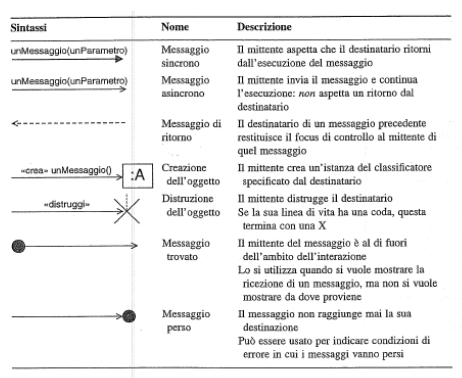 Sintassi Nome Descrizione
unMessaggio(unParametro) Messaggio sincrono Il mittente aspetta che il destinatario ritorni
dall'esecuzione del messaggio
unMessaggio(unParametro) Messaggio asincrono Il mittente invia il messaggio e continua
l'esecuzione: non aspetta un ritorno dal
destinatario
Messaggio di ritorno Il destinatario di un messaggio precedente
restituisce il focus di controllo al mittente di
quel messaggio
«crea» unMessaggio() :A Creazione dell'oggetto Il mittente crea un'istanza del classificatore
specificato dal destinatario
«distruggi» Distruzione dell'oggetto Il mittente distrugge il destinatario
Se la sua linea di vita ha una coda, questa
termina con una X
Messaggio trovato Il mittente del messaggio è al di fuori
dell'ambito dell'interazione
Lo si utilizza quando si vuole mostrare la
ricezione di un messaggio, ma non si vuole
mostrare da dove proviene
Messaggio perso Il messaggio non raggiunge mai la sua
destinazione
Può essere usato per indicare condizioni di
errore in cui i messaggi vanno persi